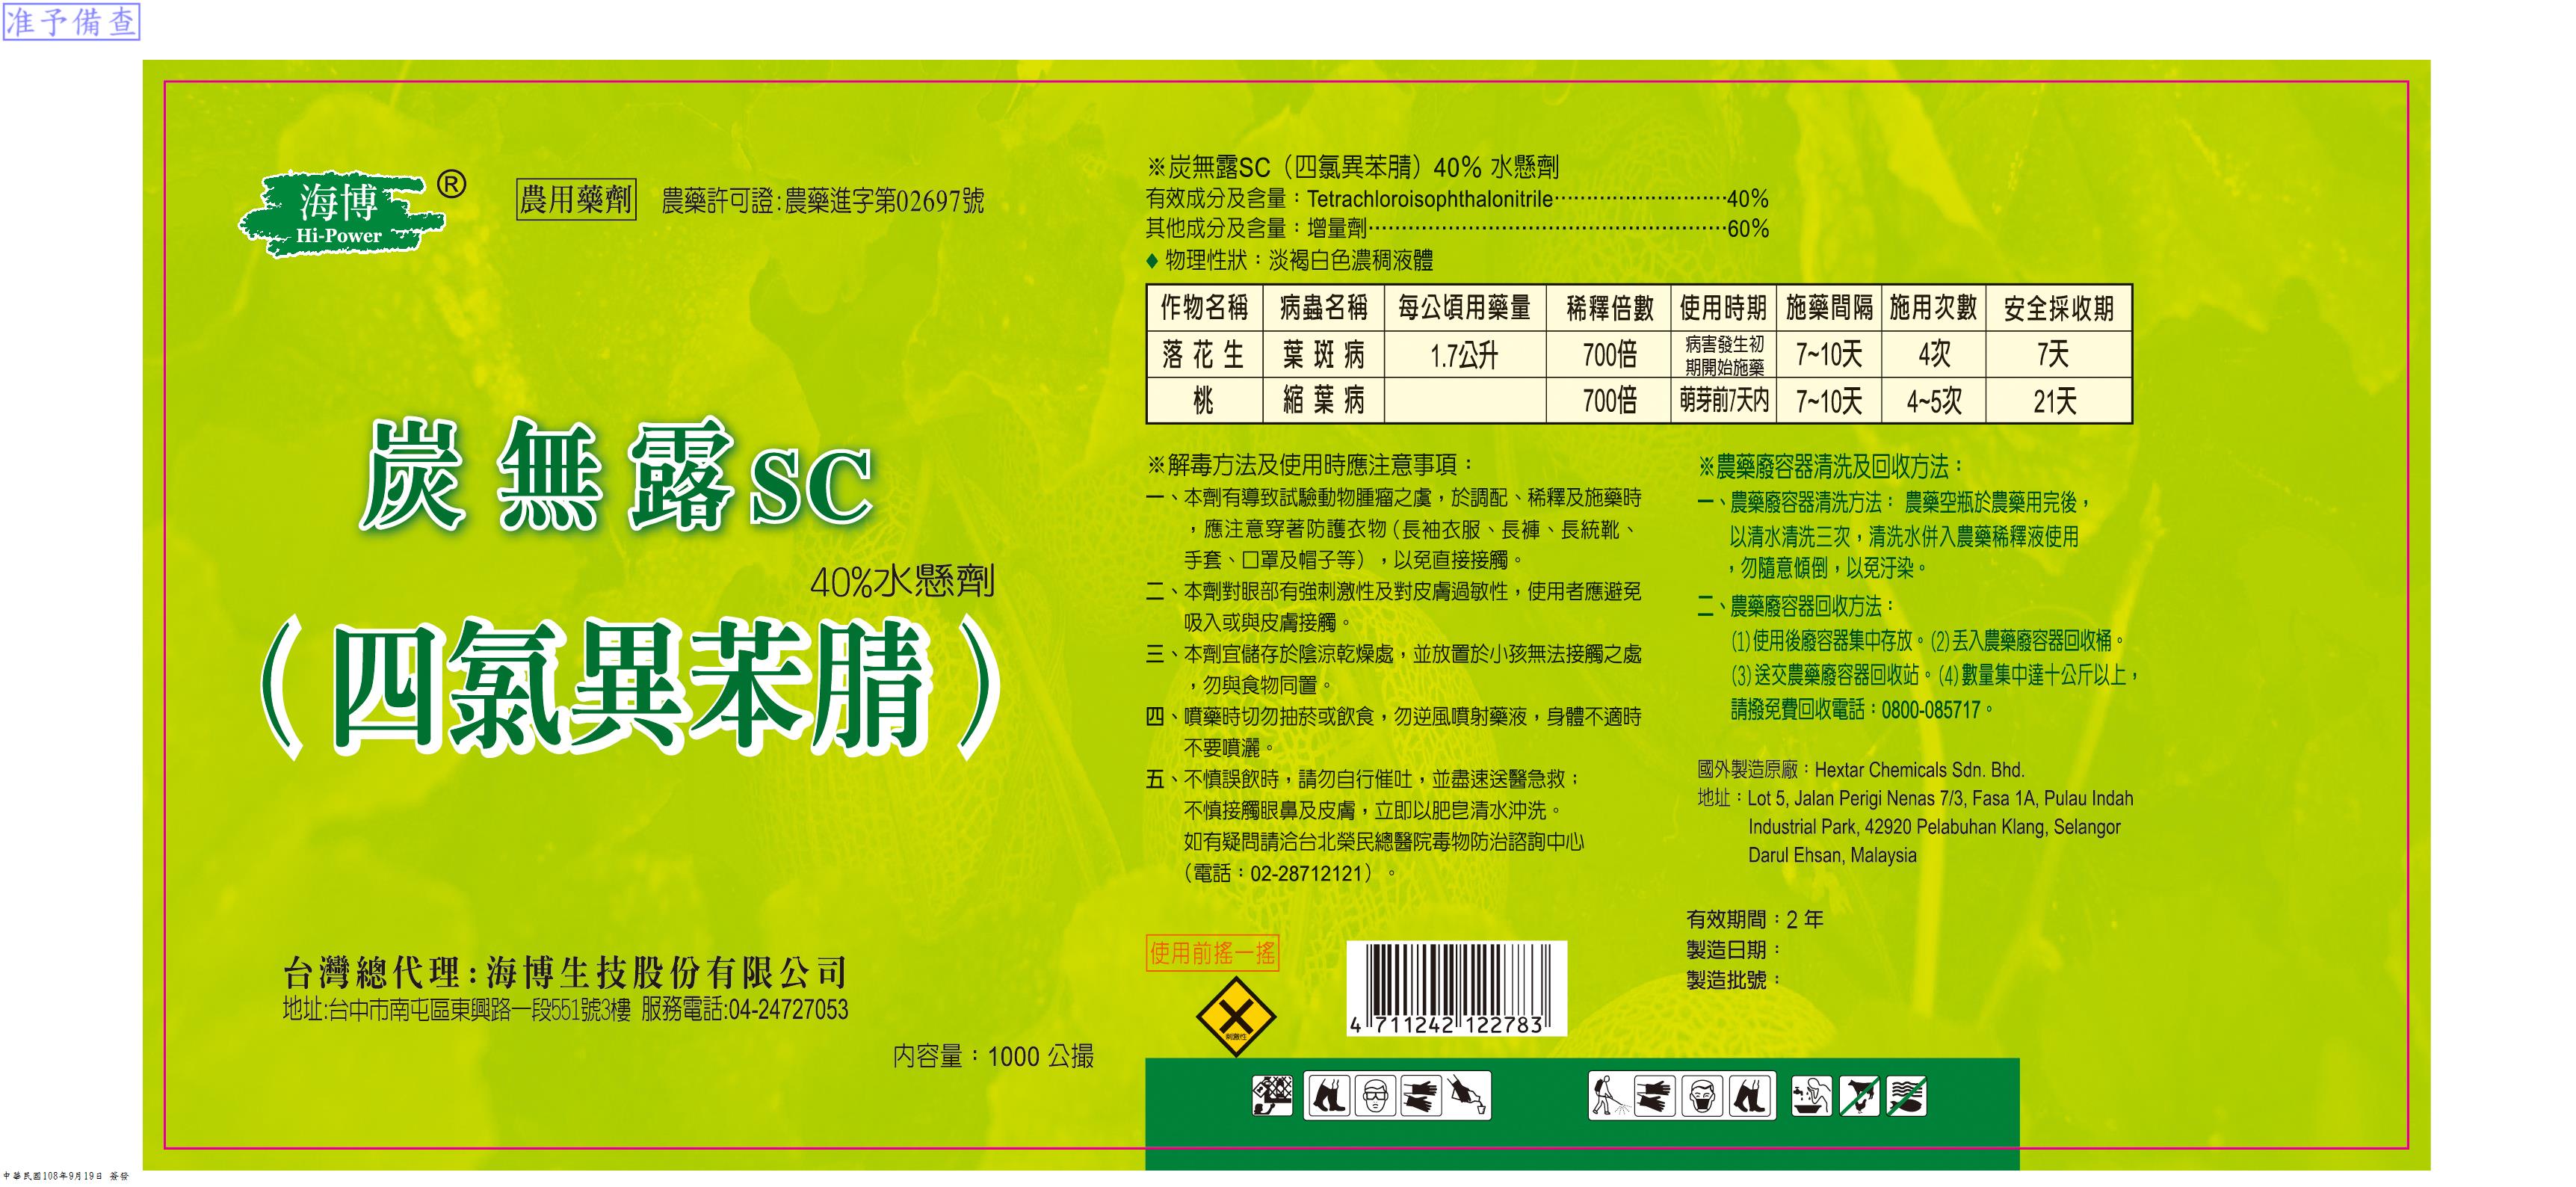 准予備查
海博
Hi-Power
®
農用藥劑
農藥許可證:農藥進字第02697號
炭無露SC
40%水懸劑
（四氯異苯腈）
台灣總代理:海博生技股份有限公司
地址:台中市南屯區東興路一段551號3樓 服務電話:04-24727053
內容量：1000 公撮
※炭無露SC（四氯異苯腈）40% 水懸劑
有效成分及含量：Tetrachloroisophthalonitrile‥‥‥‥‥‥‥‥‥‥‥‥‥40%
其他成分及含量：增量劑‥‥‥‥‥‥‥‥‥‥‥‥‥‥‥‥‥‥‥‥‥‥‥‥‥‥‥60%
♦ 物理性狀：淡褐白色濃稠液體
作物名稱 病蟲名稱 每公頃用藥量 稀釋倍數 使用時期 施藥間隔 施用次數 安全採收期
落花生 葉斑病 1.7公升 700倍 病害發生初期開始施藥 7~10天 4次 7天
桃 縮葉病 700倍 萌芽前7天內 7~10天 4~5次 21天
※解毒方法及使用時應注意事項：
一、本劑有導致試驗動物腫瘤之虞，於調配、稀釋及施藥時
，應注意穿著防護衣物（長袖衣服、長褲、長統靴、
手套、口罩及帽子等），以免直接接觸。
二、本劑對眼部有強刺激性及對皮膚過敏性，使用者應避免
吸入或與皮膚接觸。
三、本劑宜儲存於陰涼乾燥處，並放置於小孩無法接觸之處
，勿與食物同置。
四、噴藥時切勿抽菸或飲食，勿逆風噴射藥液，身體不適時
不要噴灑。
五、不慎誤飲時，請勿自行催吐，並盡速送醫急救；
不慎接觸眼鼻及皮膚，立即以肥皂清水沖洗。
如有疑問請洽台北榮民總醫院毒物防治諮詢中心
（電話：02-28712121）。
使用前搖一搖
刺激性
4 711242 122783
※農藥廢容器清洗及回收方法：
一、農藥廢容器清洗方法： 農藥空瓶於農藥用完後，
以清水清洗三次，清洗水併入農藥稀釋液使用
，勿隨意傾倒，以免汙染。
二、農藥廢容器回收方法：
(1)使用後廢容器集中存放。(2)丟入農藥廢容器回收桶。
(3)送交農藥廢容器回收站。(4)數量集中達十公斤以上，
請撥免費回收電話：0800-085717。
國外製造原廠：Hextar Chemicals Sdn. Bhd.
地址：Lot 5, Jalan Perigi Nenas 7/3, Fasa 1A, Pulau Indah
Industrial Park, 42920 Pelabuhan Klang, Selangor
Darul Ehsan, Malaysia
有效期間：2 年
製造日期：
製造批號：
中華民國108年9月19日 簽發